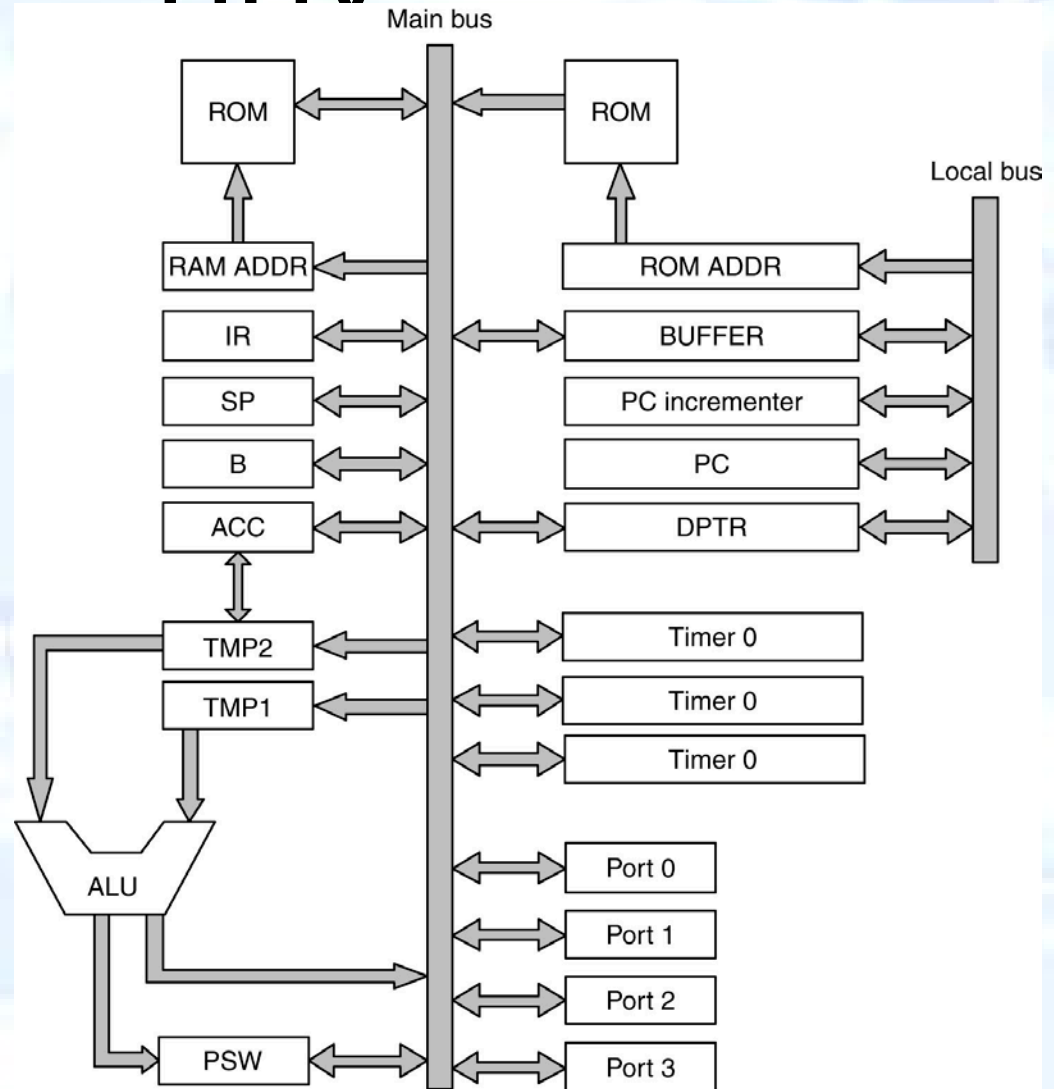 Main bus
ROM
ROM
Local bus
RAM ADDR
ROM ADDR
IR
BUFFER
SP
PC incrementer
B
PC
ACC
DPTR
TMP2
Timer 0
TMP1
Timer 0
Timer 0
ALU
Port 0
Port 1
Port 2
PSW
Port 3